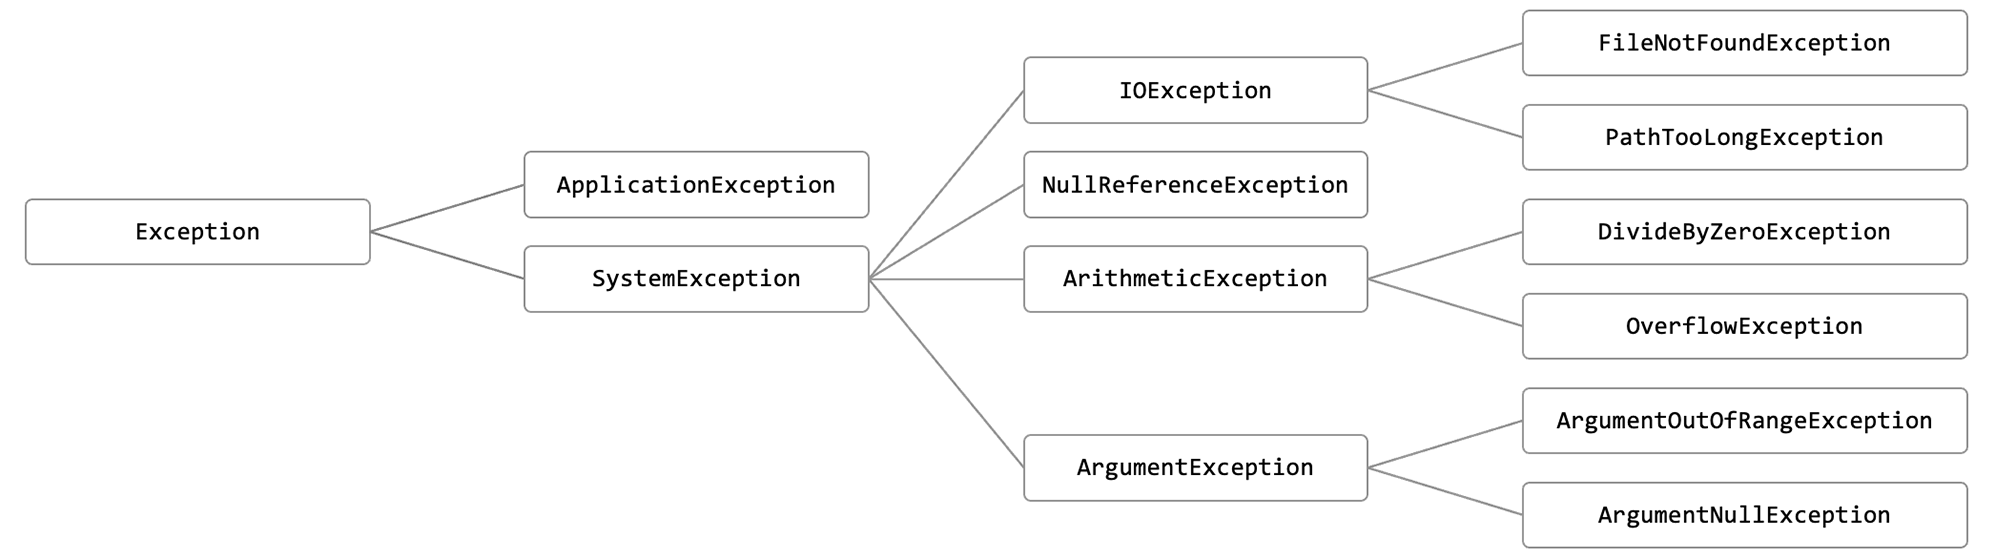 Exception
ApplicationException
SystemException
IOException
NullReferenceException
ArithmeticException
ArgumentException
FileNotFoundException
PathTooLongException
DivideByZeroException
OverflowException
ArgumentOutOfRangeException
ArgumentNullException